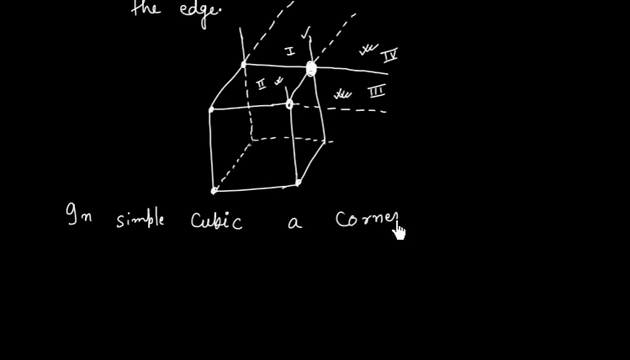 the edge.
I
IV
II
III
In simple cubic a corner